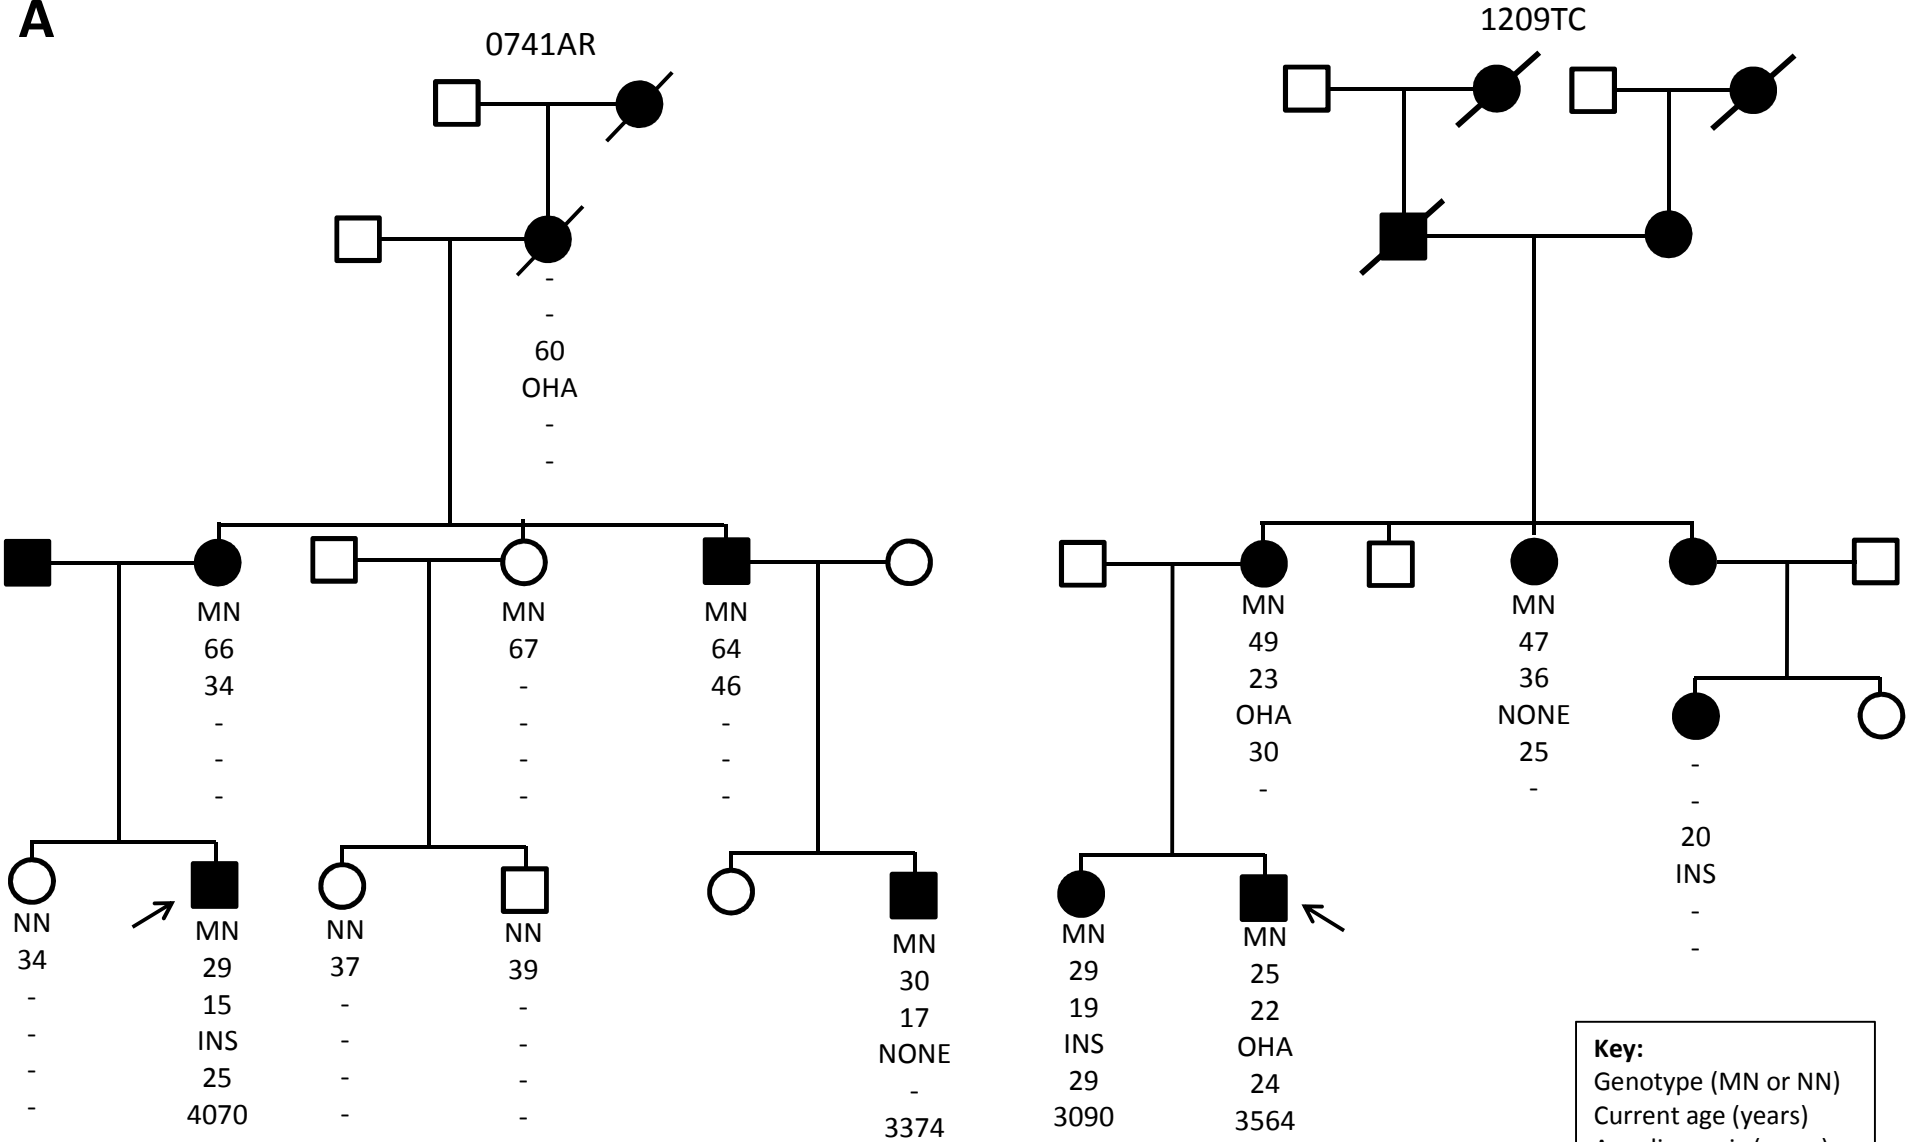 A
0741AR
1209TC
-
-
60
OHA
-
-
MN
66
34
-
-
-
MN
67
-
-
-
-
MN
64
46
-
-
-
MN
49
23
OHA
30
-
MN
47
36
NONE
25
-
-
-
20
INS
-
-
NN
34
-
-
-
-
MN
29
15
INS
25
4070
NN
37
-
-
-
-
NN
39
-
-
-
-
MN
30
17
NONE
-
3374
MN
29
19
INS
29
3090
MN
25
22
OHA
24
3564
Key:
Genotype (MN or NN)
Current age (years)